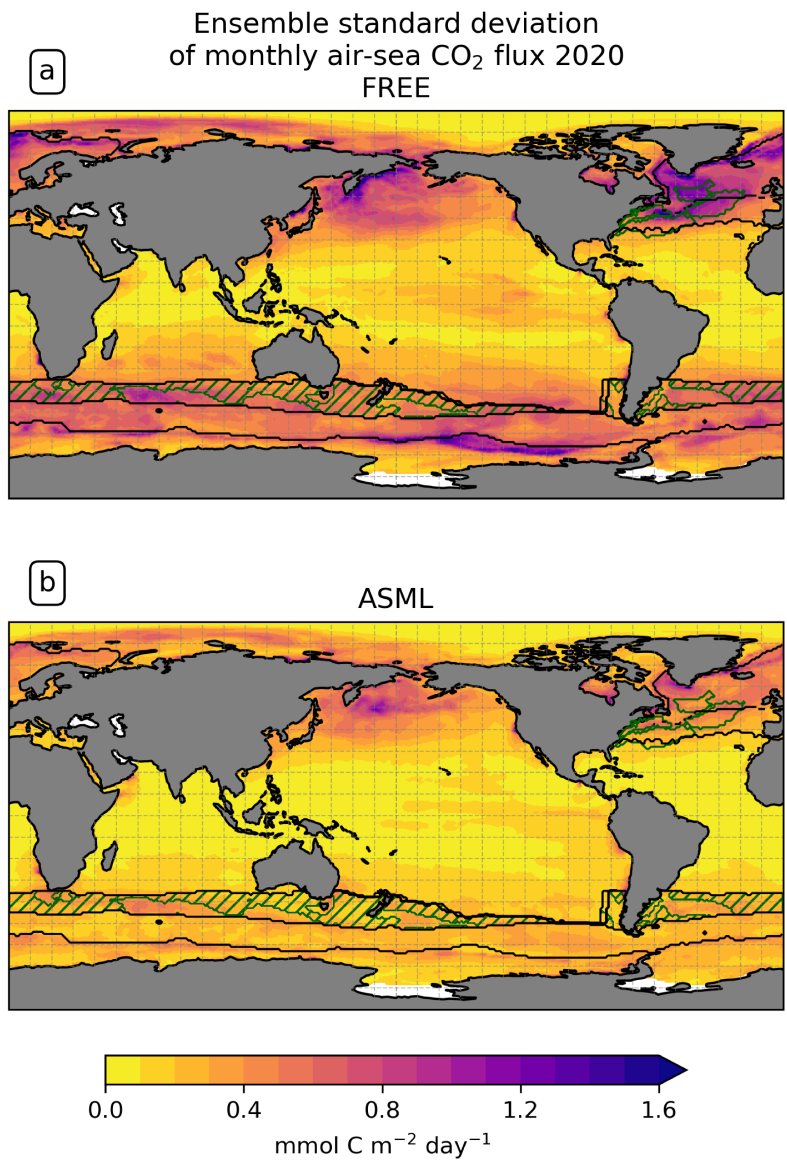 Ensemble standard deviation
of monthly air-sea CO₂ flux 2020
a
FREE
b
ASML
0.0 0.4 0.8 1.2 1.6
mmol C m⁻² day⁻¹